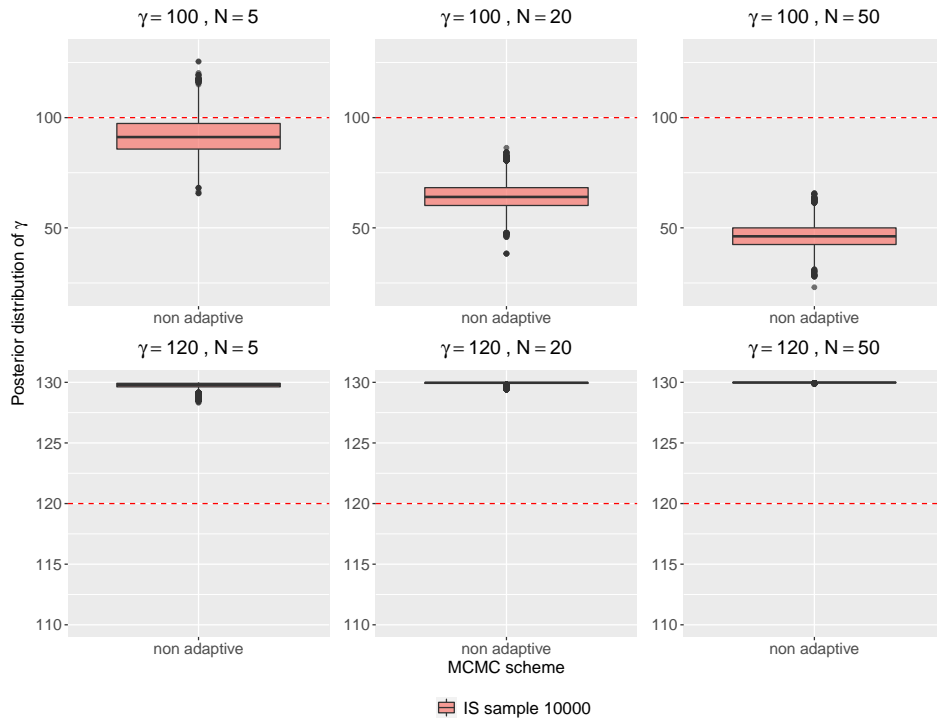 γ = 100 , N = 5
γ = 100 , N = 20
γ = 100 , N = 50
Posterior distribution of γ
100
50
100
50
100
50
non adaptive
non adaptive
non adaptive
γ = 120 , N = 5
γ = 120 , N = 20
γ = 120 , N = 50
130
125
120
115
110
130
125
120
115
110
130
125
120
115
110
non adaptive
non adaptive
non adaptive
MCMC scheme
IS sample 10000